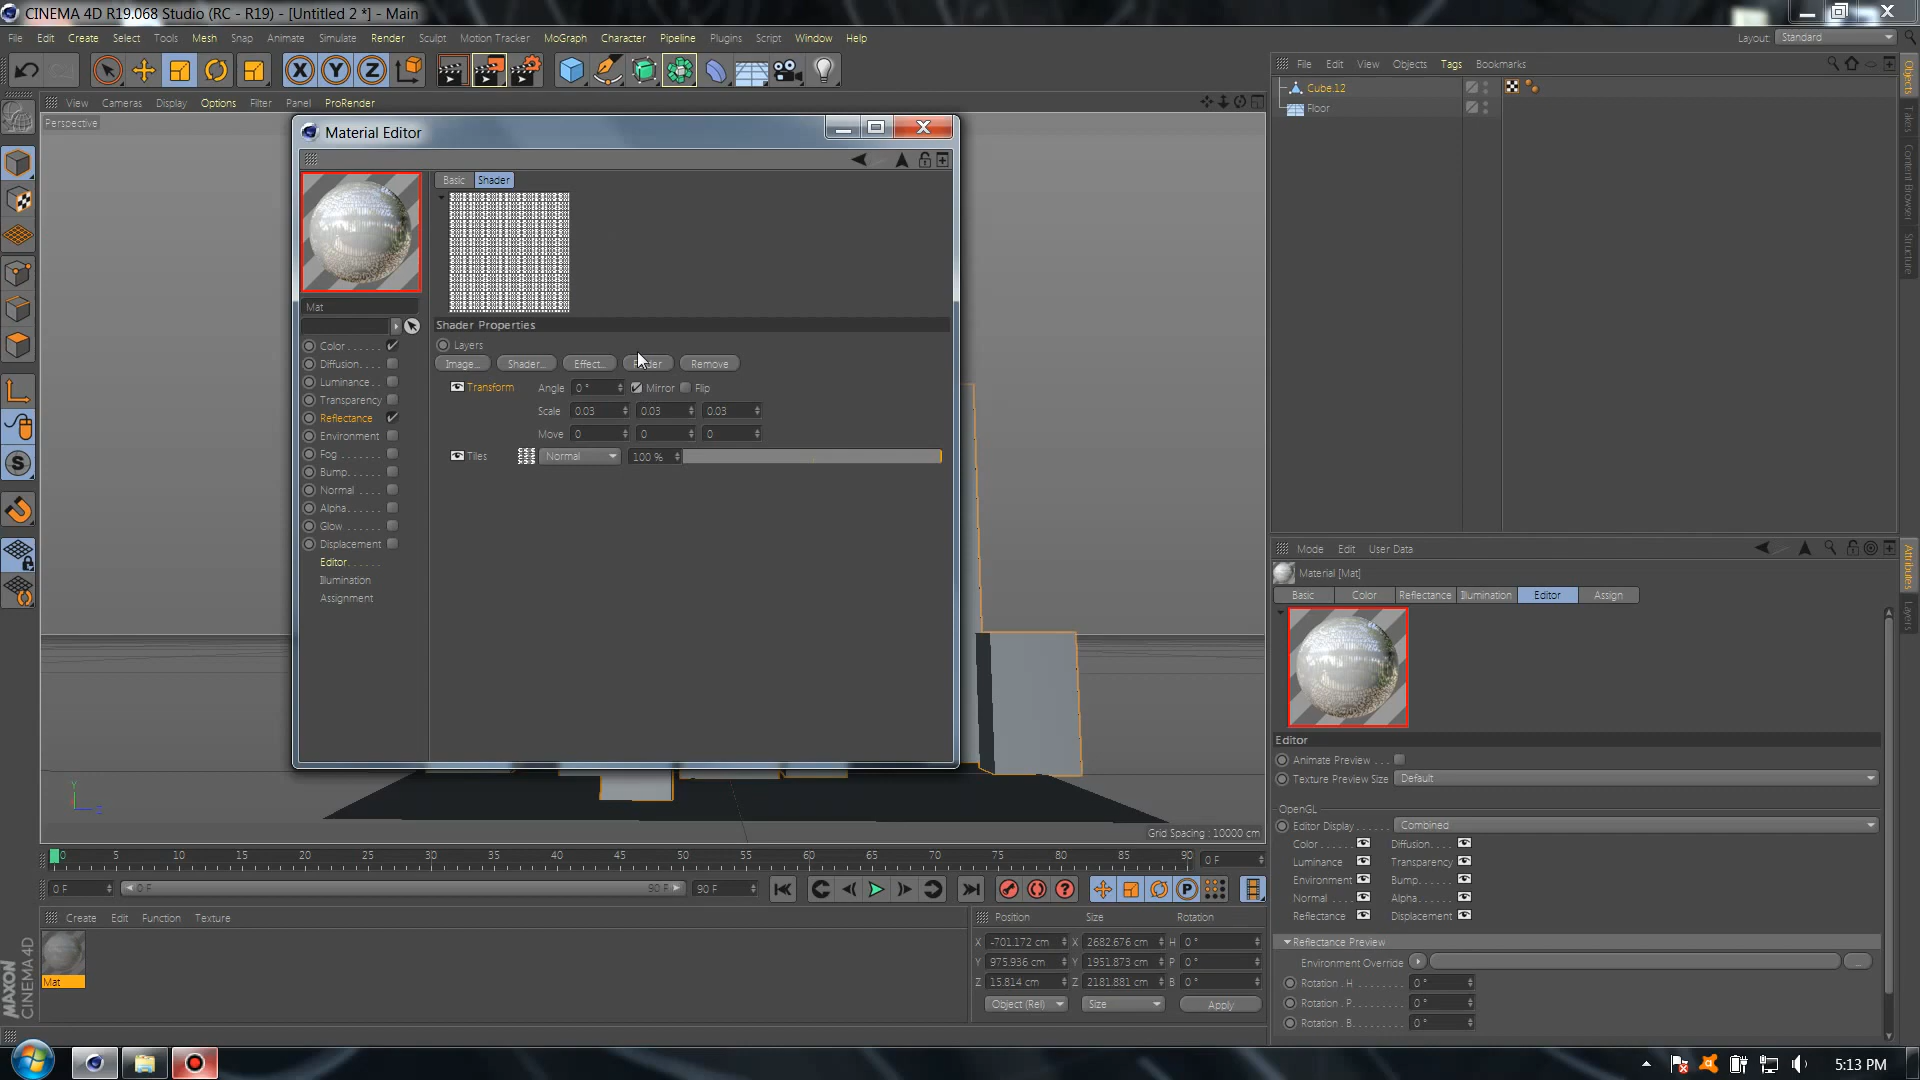 CINEMA 4D R19.068 Studio (RC - R19) - [Untitled 2 *] - Main
File Edit Create Select Tools Mesh Snap Animate Simulate Render Sculpt Motion Tracker MoGraph Character Pipeline Plugins Script Window Help
Layout: Standard
File Edit View Objects Tags Bookmarks
View Cameras Display Options Filter Panel ProRender
Perspective
Cube.12
Floor
Objects
Takes
Content Browser
Structure
Material Editor
Basic Shader
Mat
Shader Properties
Layers
Image... Shader... Effect... Remove
Transform Angle 0 ° Mirror Flip
Scale 0.03 0.03 0.03
Move 0 0 0
Tiles Normal 100 %
Color
Diffusion
Luminance
Transparency
Reflectance
Environment
Fog
Bump
Normal
Alpha
Glow
Displacement
Editor
Illumination
Assignment
Mode Edit User Data
Material [Mat]
Basic Color Reflectance Illumination Editor Assign
Attributes
Layers
Editor
Animate Preview
Texture Preview Size Default
OpenGL
Editor Display Combined
Color Diffusion
Luminance Transparency
Environment Bump
Normal Alpha
Reflectance Displacement
Reflectance Preview
Environment Override
Rotation . H 0 °
Rotation . P 0 °
Rotation . B 0 °
Y
Grid Spacing : 10000 cm
0 5 10 15 20 25 30 35 40 45 50 55 60 65 70 75 80 85 90 0 F
0 F 0 F 90 F 90 F
Create Edit Function Texture
Mat
Position Size Rotation
X -701.172 cm X 2682.676 cm H 0 °
Y 975.936 cm Y 1951.873 cm P 0 °
Z 15.814 cm Z 2181.881 cm B 0 °
Object (Rel) Size Apply
MAXON
CINEMA 4D
5:13 PM